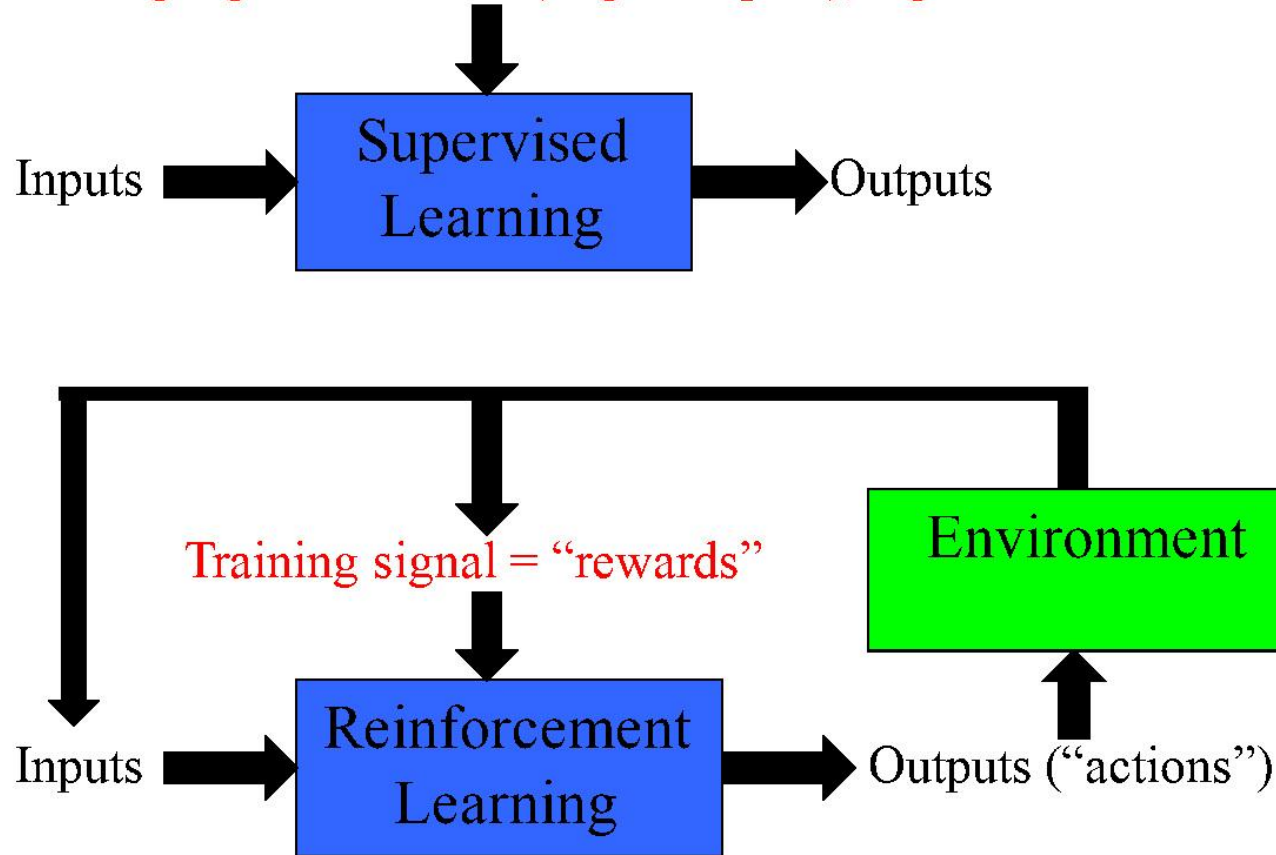 Supervised
Learning
Inputs
Outputs
Training signal = “rewards”
Environment
Reinforcement
Learning
Inputs
Outputs (“actions”)